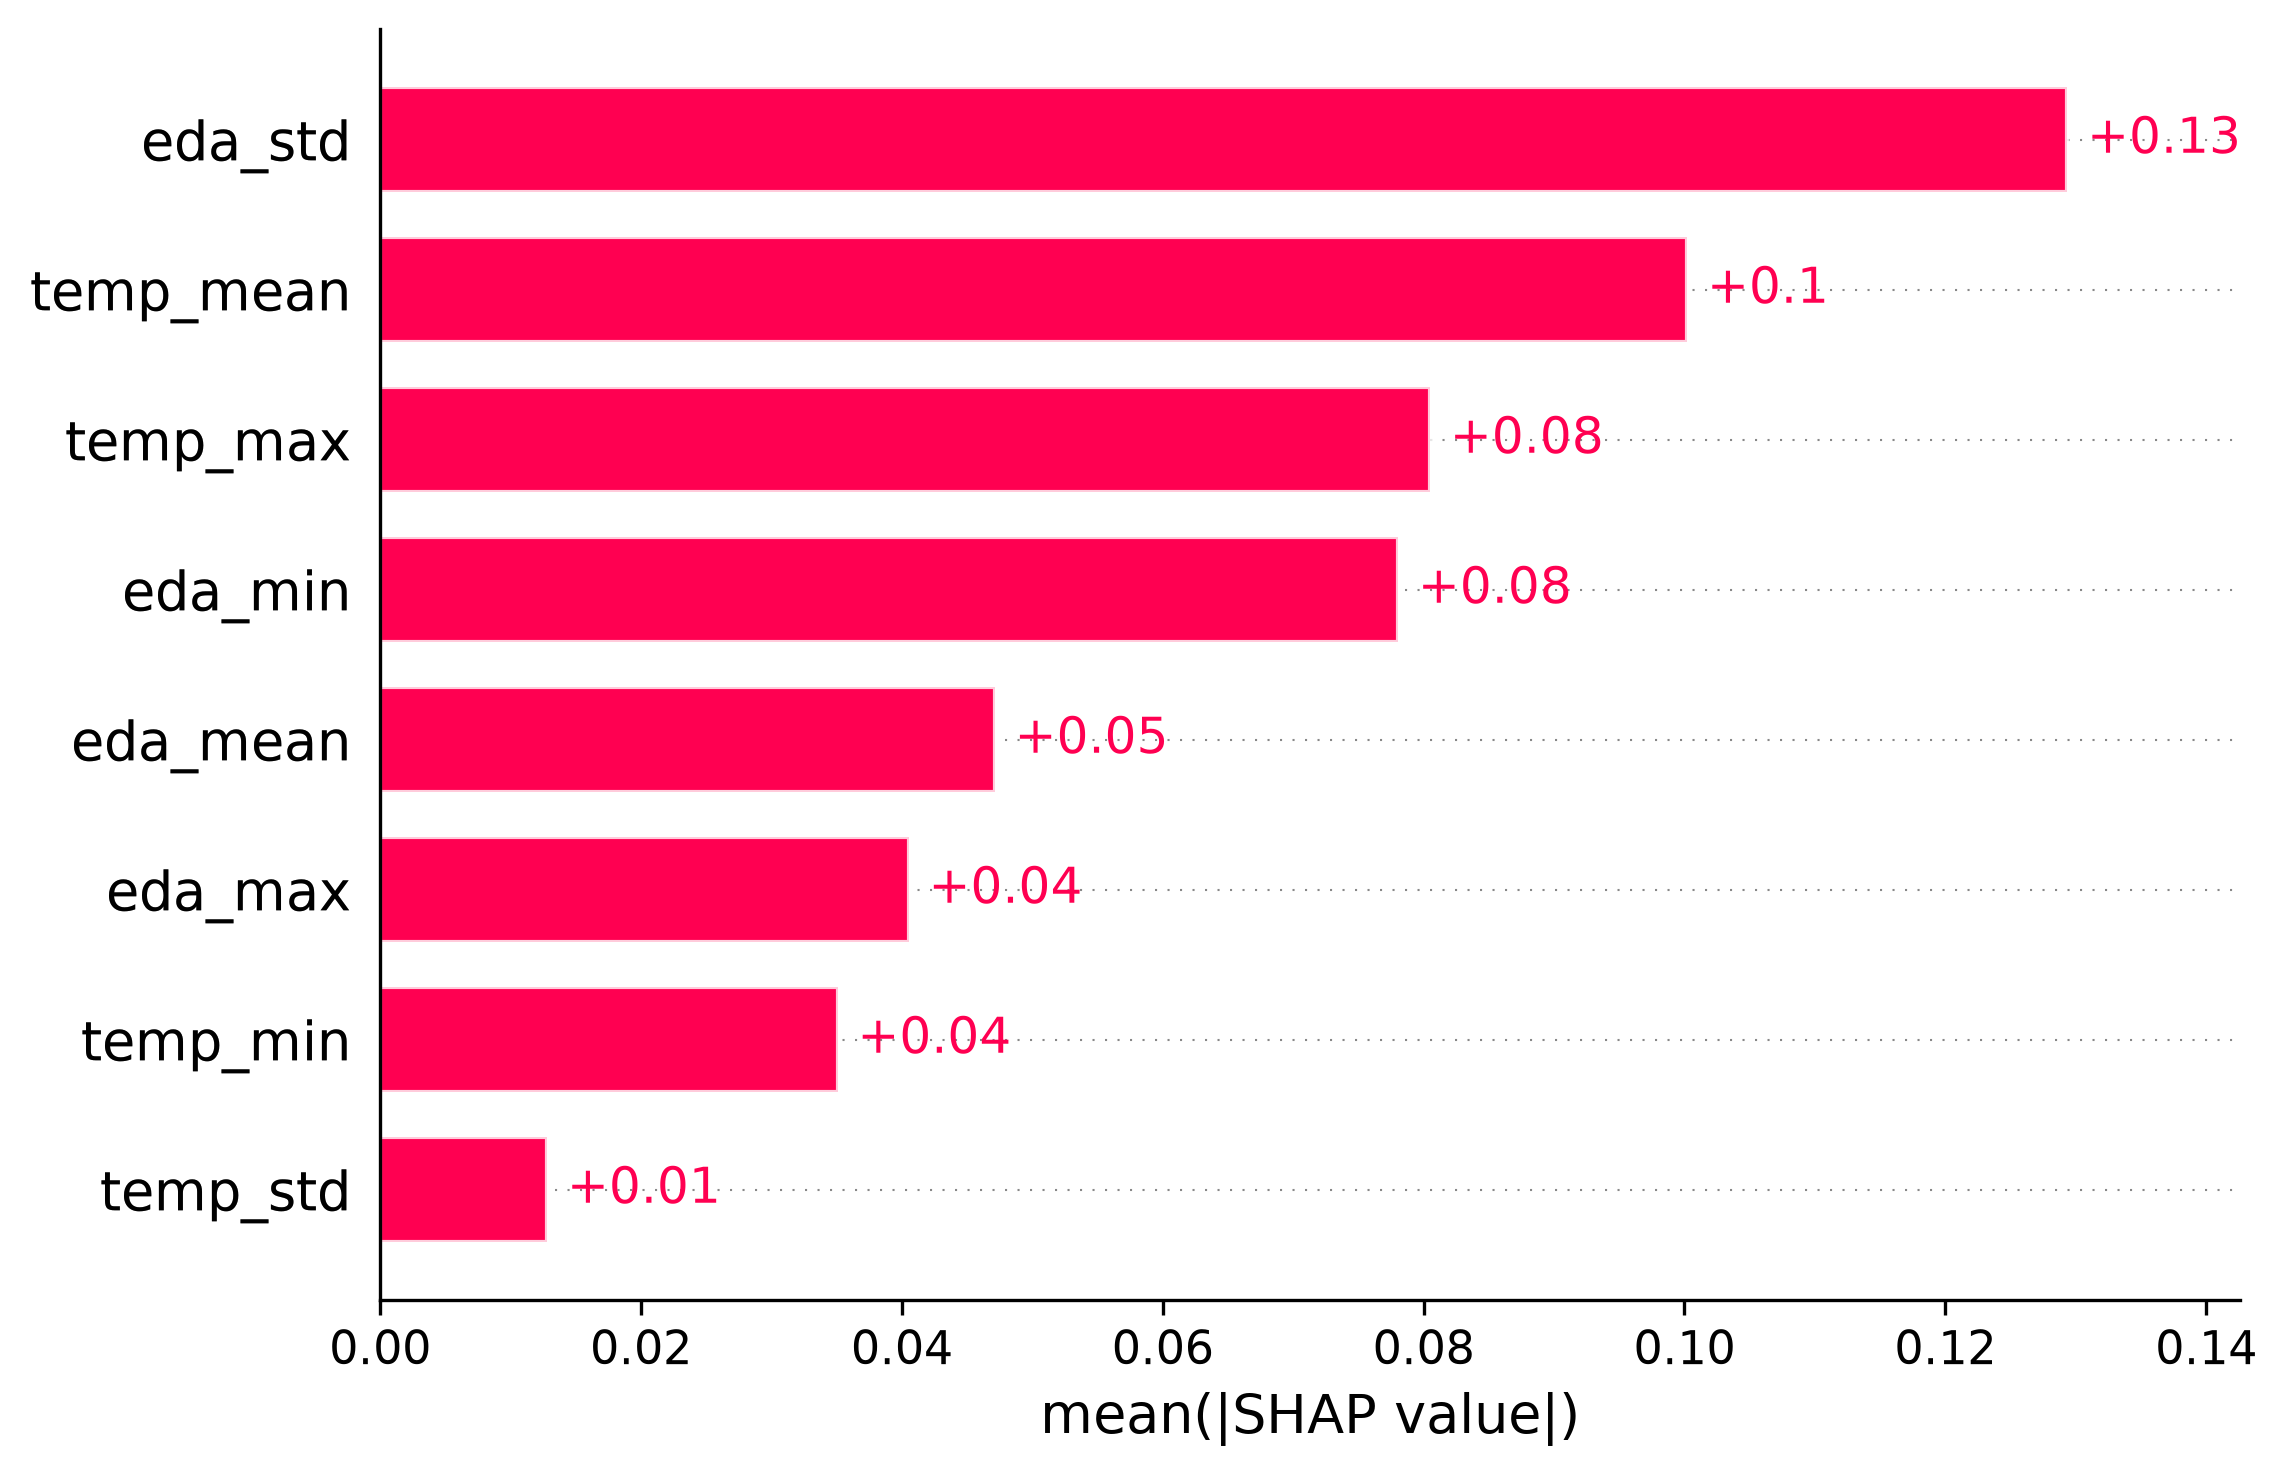 eda_std +0.13
temp_mean +0.1
temp_max +0.08
eda_min +0.08
eda_mean +0.05
eda_max +0.04
temp_min +0.04
temp_std +0.01
0.00 0.02 0.04 0.06 0.08 0.10 0.12 0.14
mean(|SHAP value|)